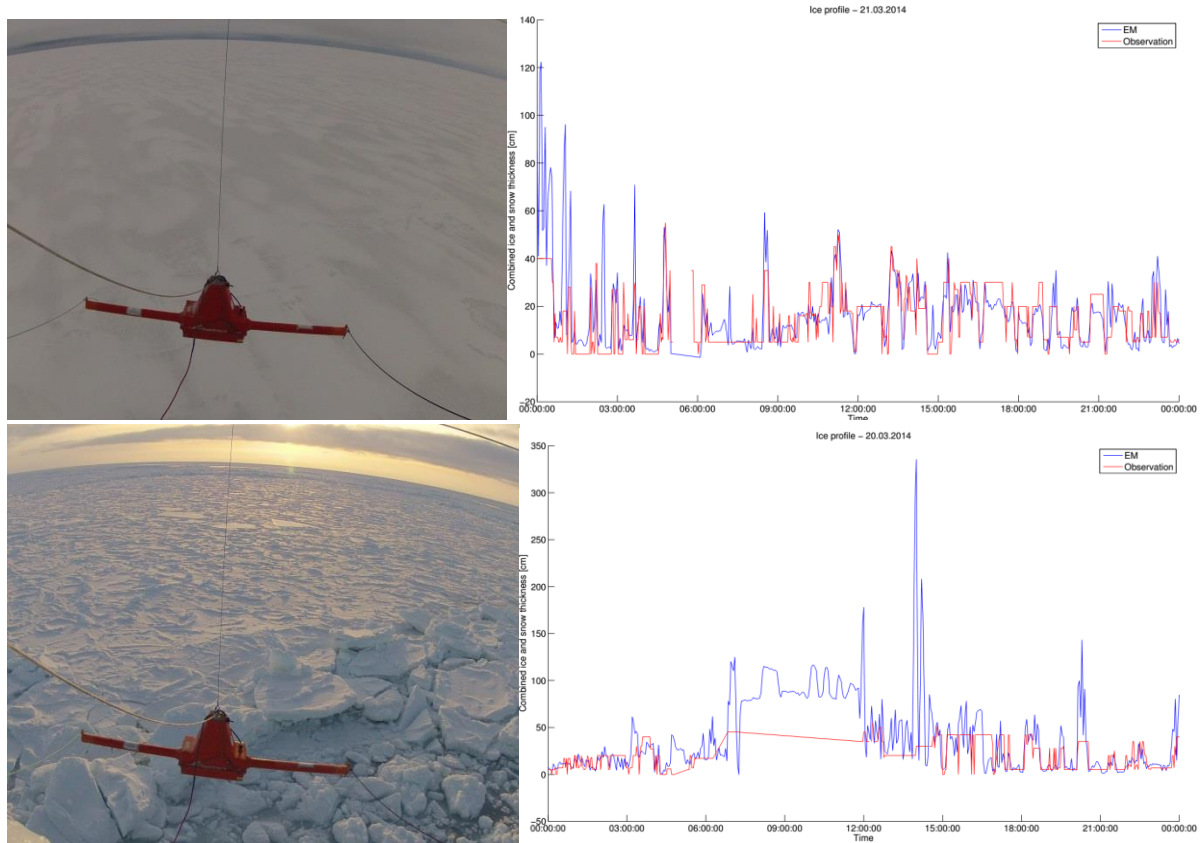 Ice profile − 21.03.2014
140
120
100
80
60
40
20
0
−20
Combined ice and snow thickness [cm]
EM
Observation
00:00:00 03:00:00 06:00:00 09:00:00 12:00:00 15:00:00 18:00:00 21:00:00 00:00:00
Time
Ice profile − 20.03.2014
350
300
250
200
150
100
50
0
−50
Combined ice and snow thickness [cm]
EM
Observation
00:00:00 03:00:00 06:00:00 09:00:00 12:00:00 15:00:00 18:00:00 21:00:00 00:00:00
Time